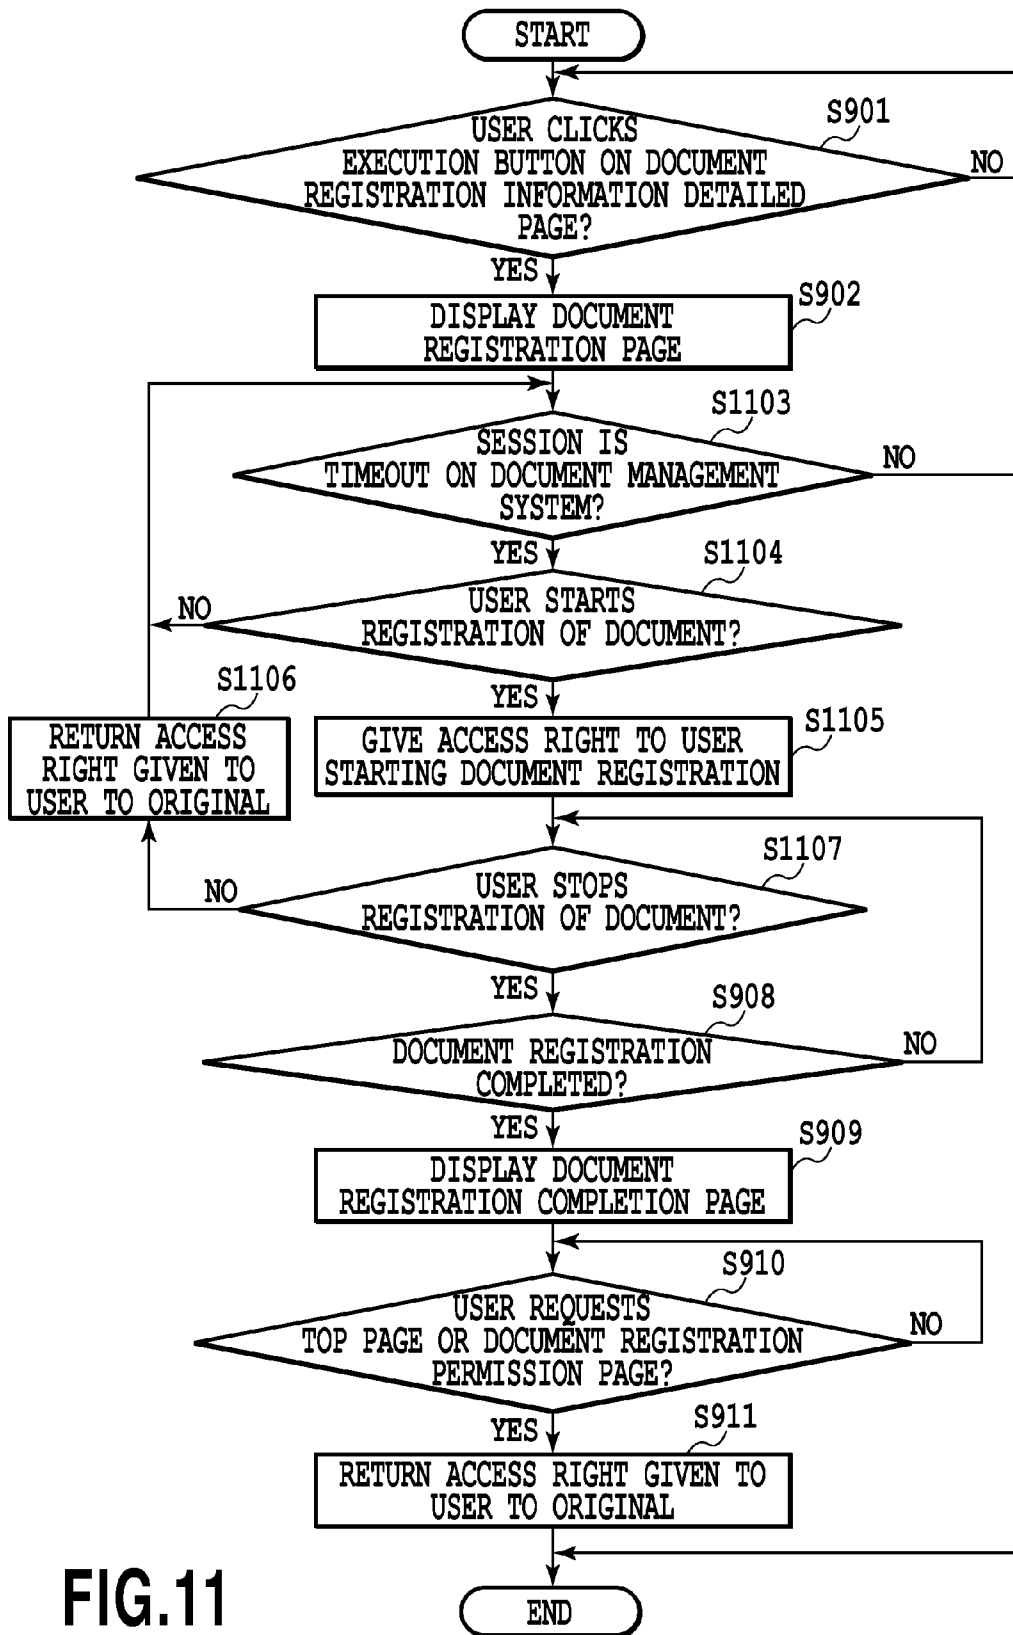 START
S901
USER CLICKS
EXECUTION BUTTON ON DOCUMENT
REGISTRATION INFORMATION DETAILED
PAGE?
NO
YES
S902
DISPLAY DOCUMENT
REGISTRATION PAGE
S1103
SESSION IS
TIMEOUT ON DOCUMENT MANAGEMENT
SYSTEM?
NO
YES
S1104
USER STARTS
REGISTRATION OF DOCUMENT?
NO
YES
S1106
RETURN ACCESS
RIGHT GIVEN TO
USER TO ORIGINAL
S1105
GIVE ACCESS RIGHT TO USER
STARTING DOCUMENT REGISTRATION
S1107
USER STOPS
REGISTRATION OF DOCUMENT?
NO
YES
S908
DOCUMENT REGISTRATION
COMPLETED?
NO
YES
S909
DISPLAY DOCUMENT
REGISTRATION COMPLETION PAGE
S910
USER REQUESTS
TOP PAGE OR DOCUMENT REGISTRATION
PERMISSION PAGE?
NO
YES
S911
RETURN ACCESS RIGHT GIVEN TO
USER TO ORIGINAL
END
FIG.11